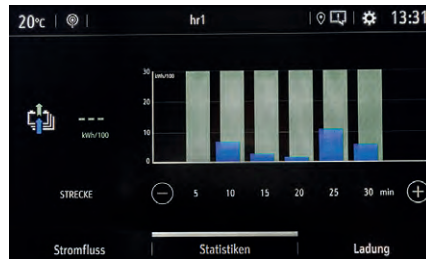 20°C hr1 13:31
30 kWh/100
20
10
0
---
kWh/100
STRECKE 5 10 15 20 25 30 min
Stromfluss Statistiken Ladung